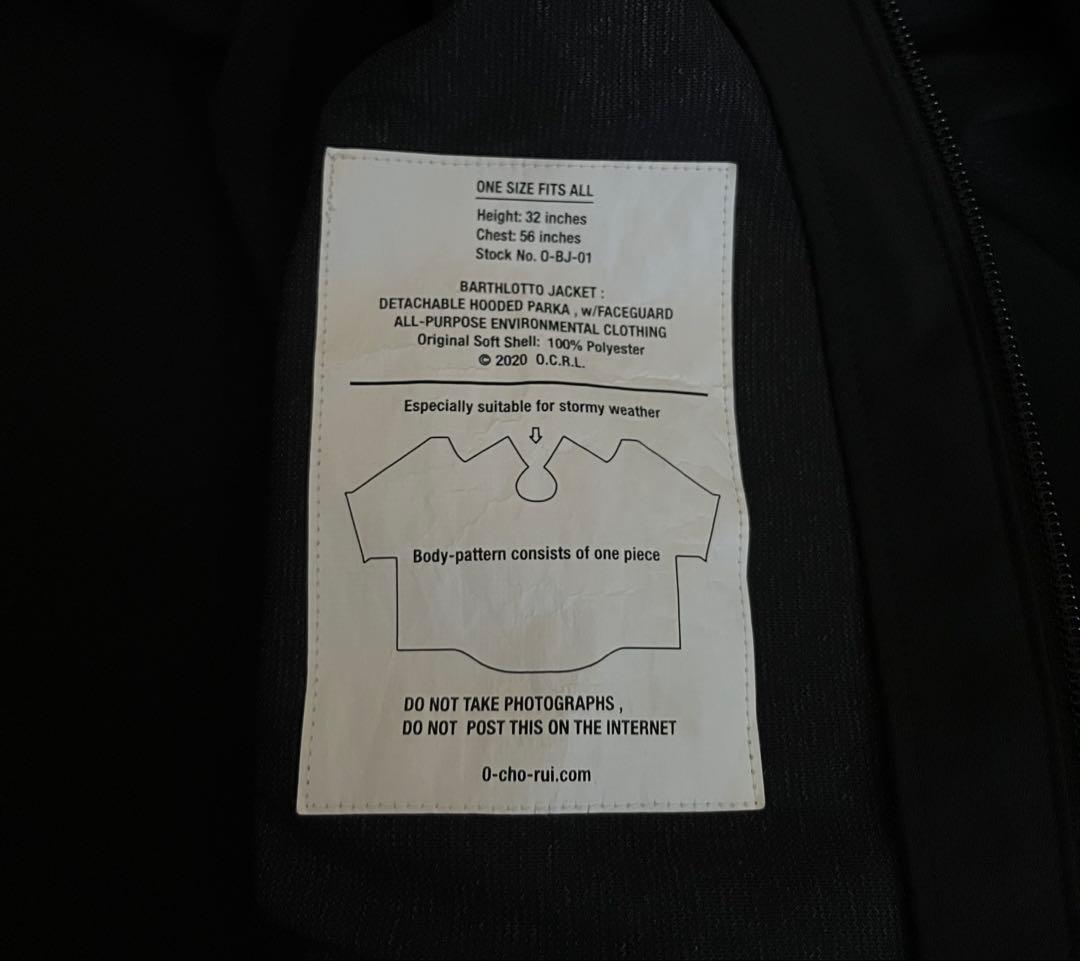 ONE SIZE FITS ALL
Height: 32 inches
Chest: 56 inches
Stock No. O-BJ-01
BARTHLOTTO JACKET :
DETACHABLE HOODED PARKA , w/FACEGUARD
ALL-PURPOSE ENVIRONMENTAL CLOTHING
Original Soft Shell: 100% Polyester
© 2020 O.C.R.L.
Especially suitable for stormy weather
Body-pattern consists of one piece
DO NOT TAKE PHOTOGRAPHS ,
DO NOT POST THIS ON THE INTERNET
0-cho-rui.com